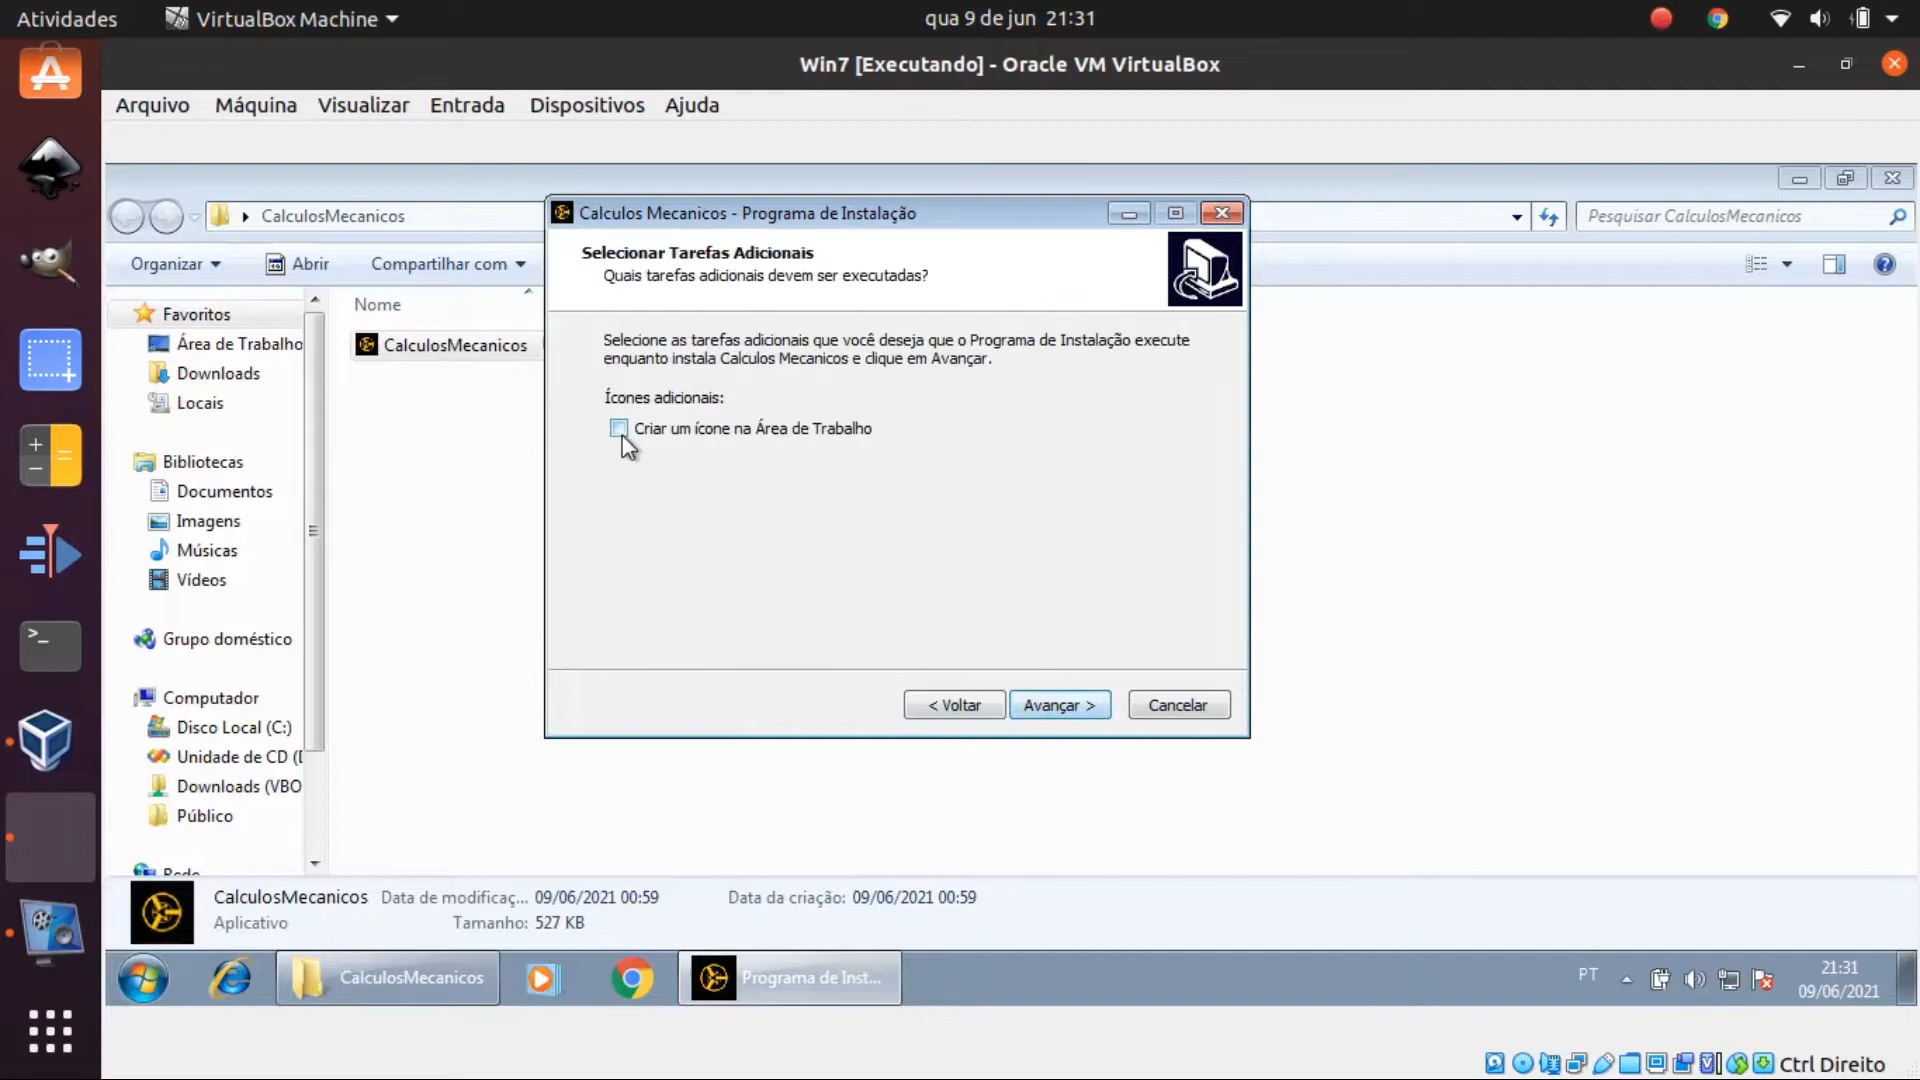 Atividades
VirtualBox Machine
qua 9 de jun 21:31
Win7 [Executando] - Oracle VM VirtualBox
Arquivo Máquina Visualizar Entrada Dispositivos Ajuda
CalculosMecanicos
Pesquisar CalculosMecanicos
Organizar
Abrir
Compartilhar com
Nome
CalculosMecanicos
Favoritos
Área de Trabalho
Downloads
Locais
Bibliotecas
Documentos
Imagens
Músicas
Vídeos
Grupo doméstico
Computador
Disco Local (C:)
Unidade de CD (
Downloads (VBO
Público
Calculos Mecanicos - Programa de Instalação
Selecionar Tarefas Adicionais
Quais tarefas adicionais devem ser executadas?
Selecione as tarefas adicionais que você deseja que o Programa de Instalação execute
enquanto instala Calculos Mecanicos e clique em Avançar.
Ícones adicionais:
Criar um ícone na Área de Trabalho
< Voltar
Avançar >
Cancelar
CalculosMecanicos Data de modificaç... 09/06/2021 00:59 Data da criação: 09/06/2021 00:59
Aplicativo Tamanho: 527 KB
CalculosMecanicos
Programa de Inst...
PT
21:31
09/06/2021
Ctrl Direito